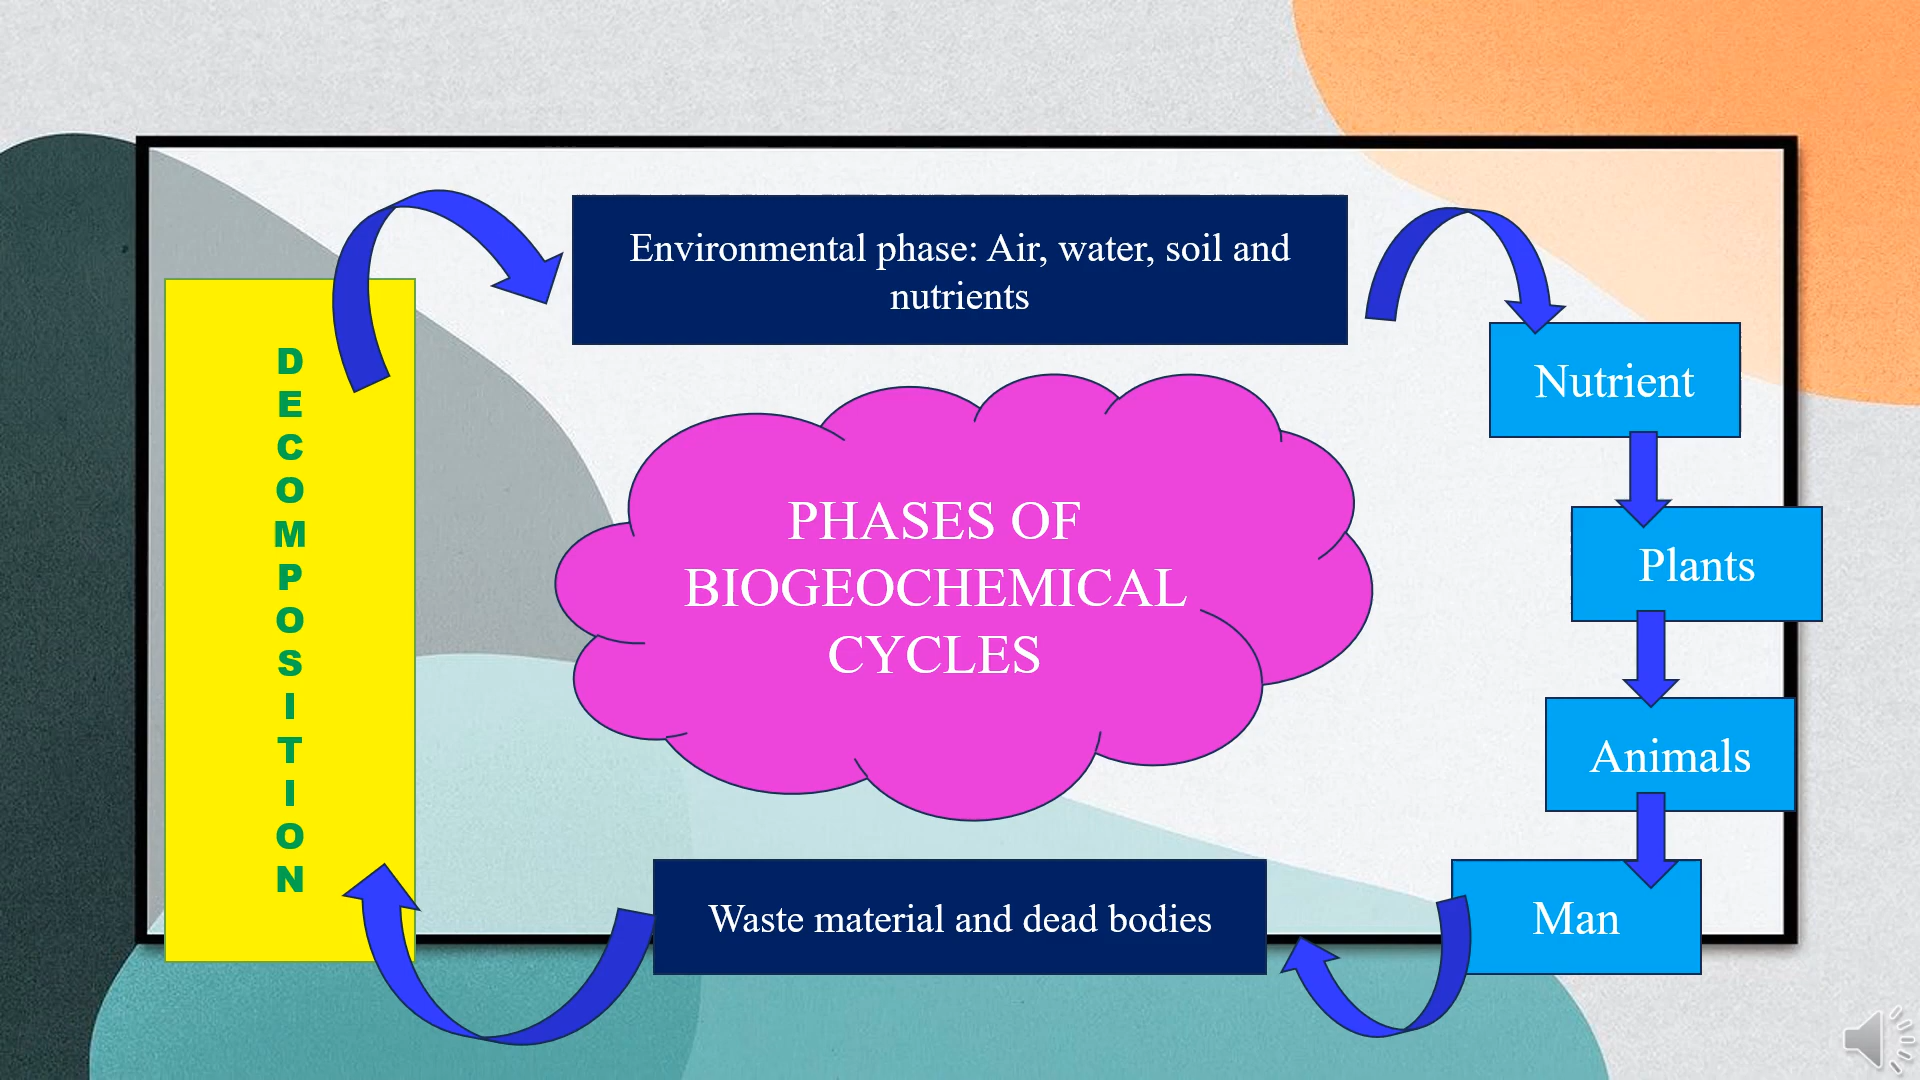 Environmental phase: Air, water, soil and
nutrients
Nutrient
Plants
Animals
Man
Waste material and dead bodies
D
E
C
O
M
P
O
S
I
T
I
O
N
PHASES OF
BIOGEOCHEMICAL
CYCLES